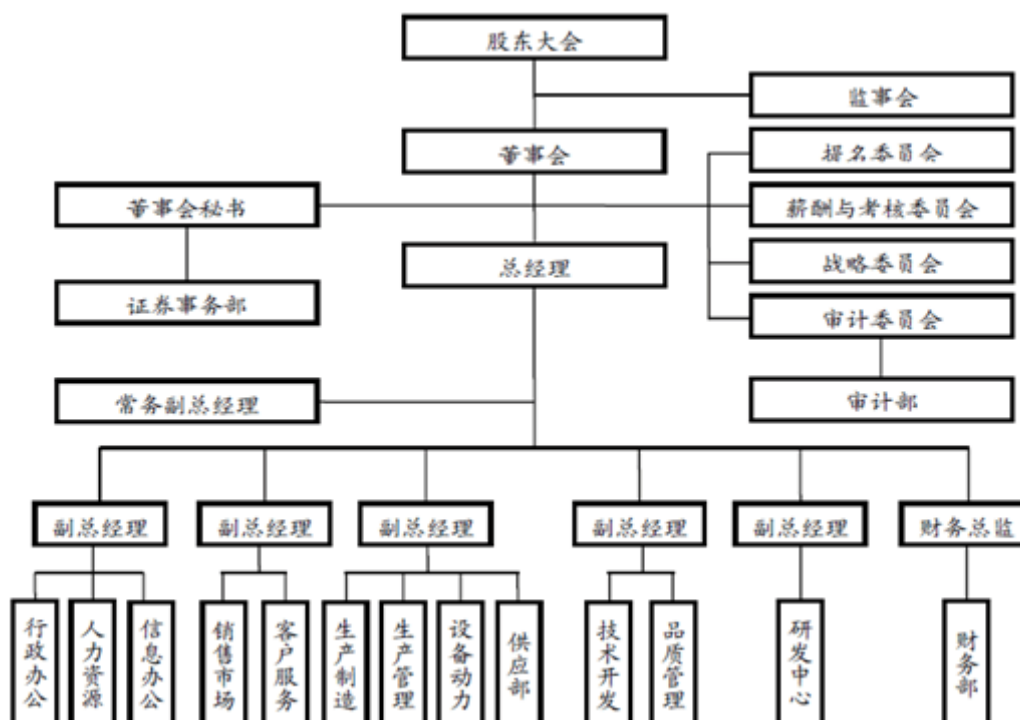 股东大会
监事会
董事会
提名委员会
董事会秘书
薪酬与考核委员会
总经理
战略委员会
证券事务部
审计委员会
常务副总经理
审计部
副总经理
副总经理
副总经理
副总经理
副总经理
财务总监
行政办公
人力资源
信息办公
销售市场
客户服务
生产制造
生产管理
设备动力
供应部
技术开发
品质管理
研发中心
财务部